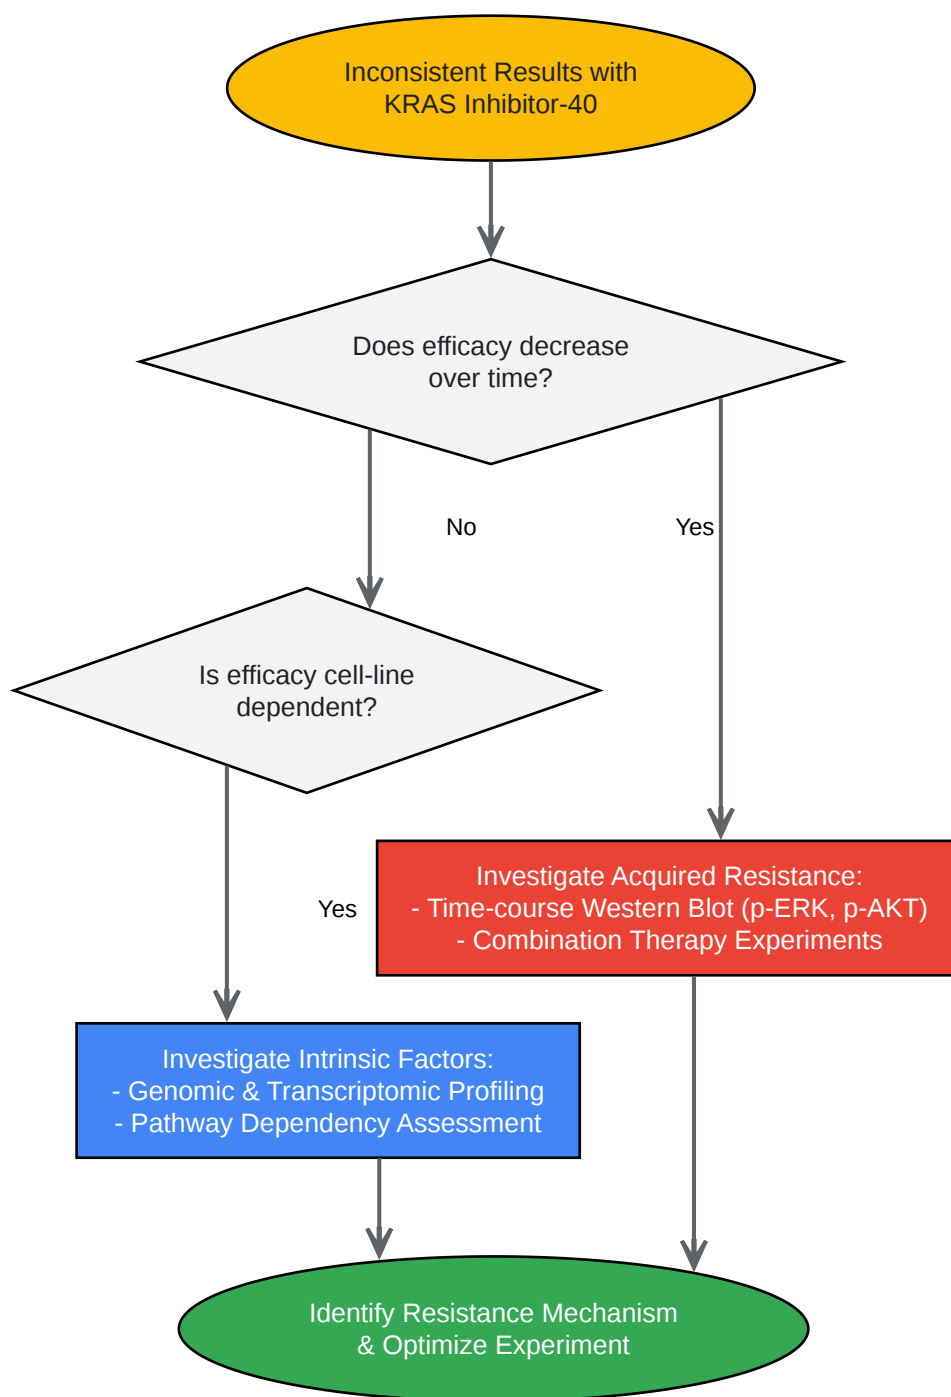 Inconsistent Results with
KRAS Inhibitor-40
Does efficacy decrease
over time?
No
Yes
Is efficacy cell-line
dependent?
Investigate Acquired Resistance:
- Time-course Western Blot (p-ERK, p-AKT)
- Combination Therapy Experiments
Yes
Investigate Intrinsic Factors:
- Genomic & Transcriptomic Profiling
- Pathway Dependency Assessment
Identify Resistance Mechanism
& Optimize Experiment